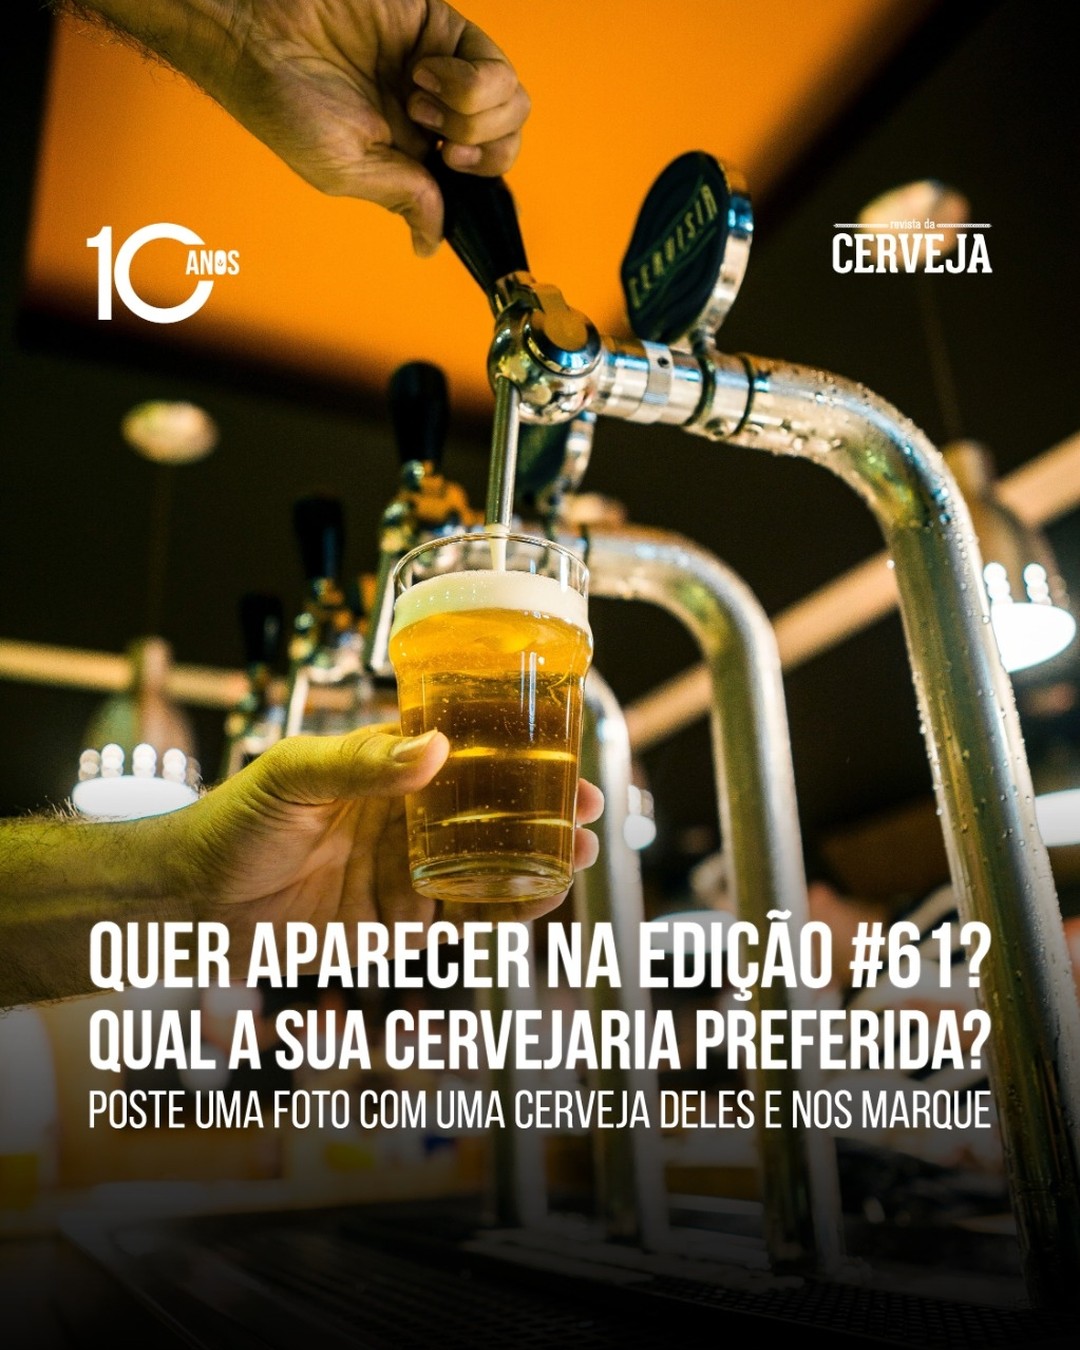 10 ANOS
revista da
CERVEJA
CERVISIA
QUER APARECER NA EDIÇÃO #61?
QUAL A SUA CERVEJARIA PREFERIDA?
POSTE UMA FOTO COM UMA CERVEJA DELES E NOS MARQUE